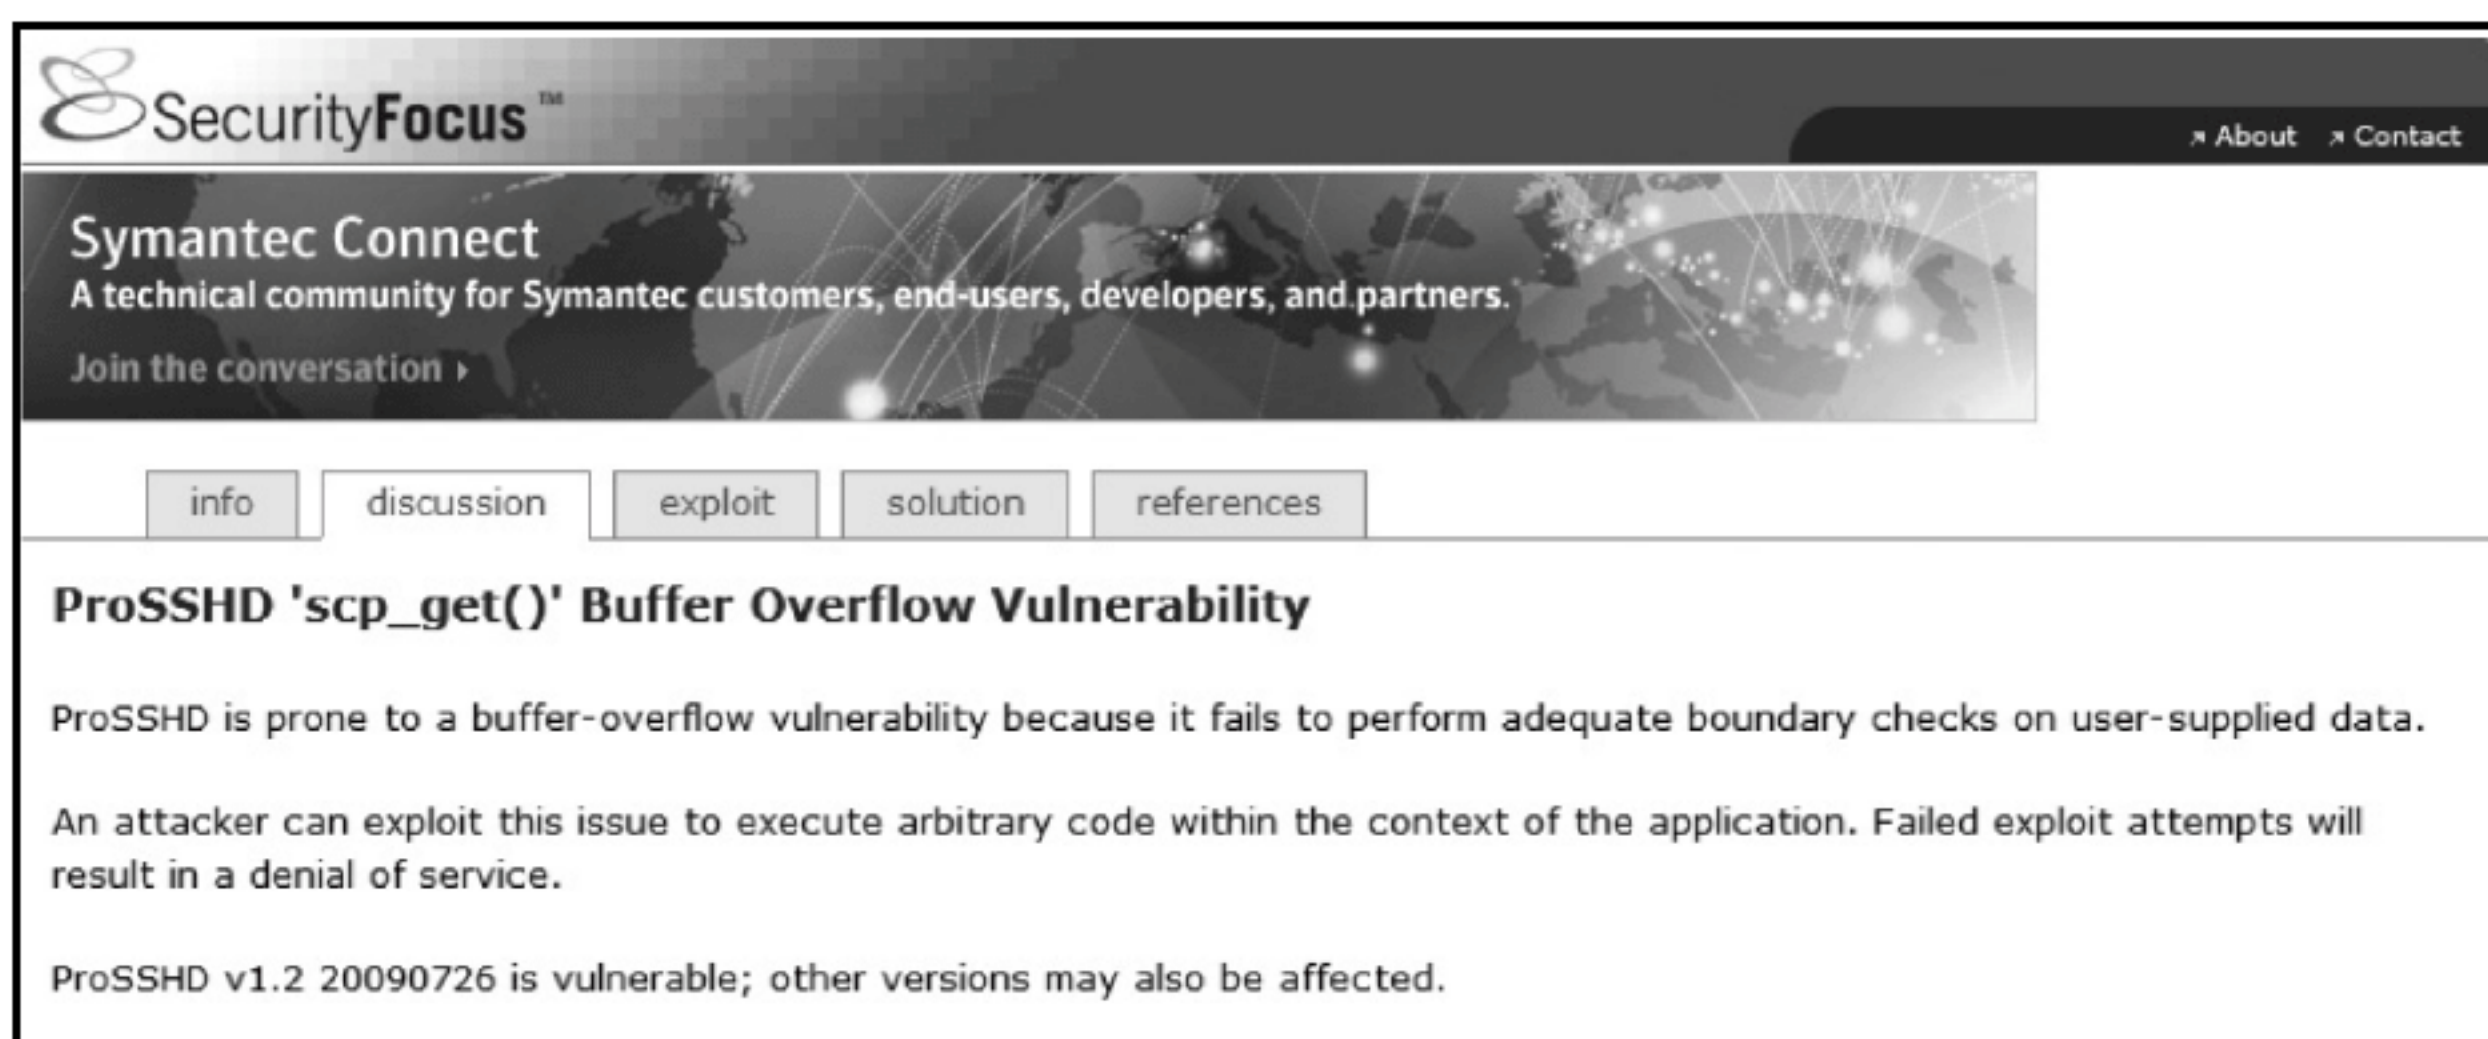 SecurityFocus™
About Contact
Symantec Connect
A technical community for Symantec customers, end-users, developers, and partners.
Join the conversation
info discussion exploit solution references
ProSSHD 'scp_get()' Buffer Overflow Vulnerability
ProSSHD is prone to a buffer-overflow vulnerability because it fails to perform adequate boundary checks on user-supplied data.
An attacker can exploit this issue to execute arbitrary code within the context of the application. Failed exploit attempts will
result in a denial of service.
ProSSHD v1.2 20090726 is vulnerable; other versions may also be affected.